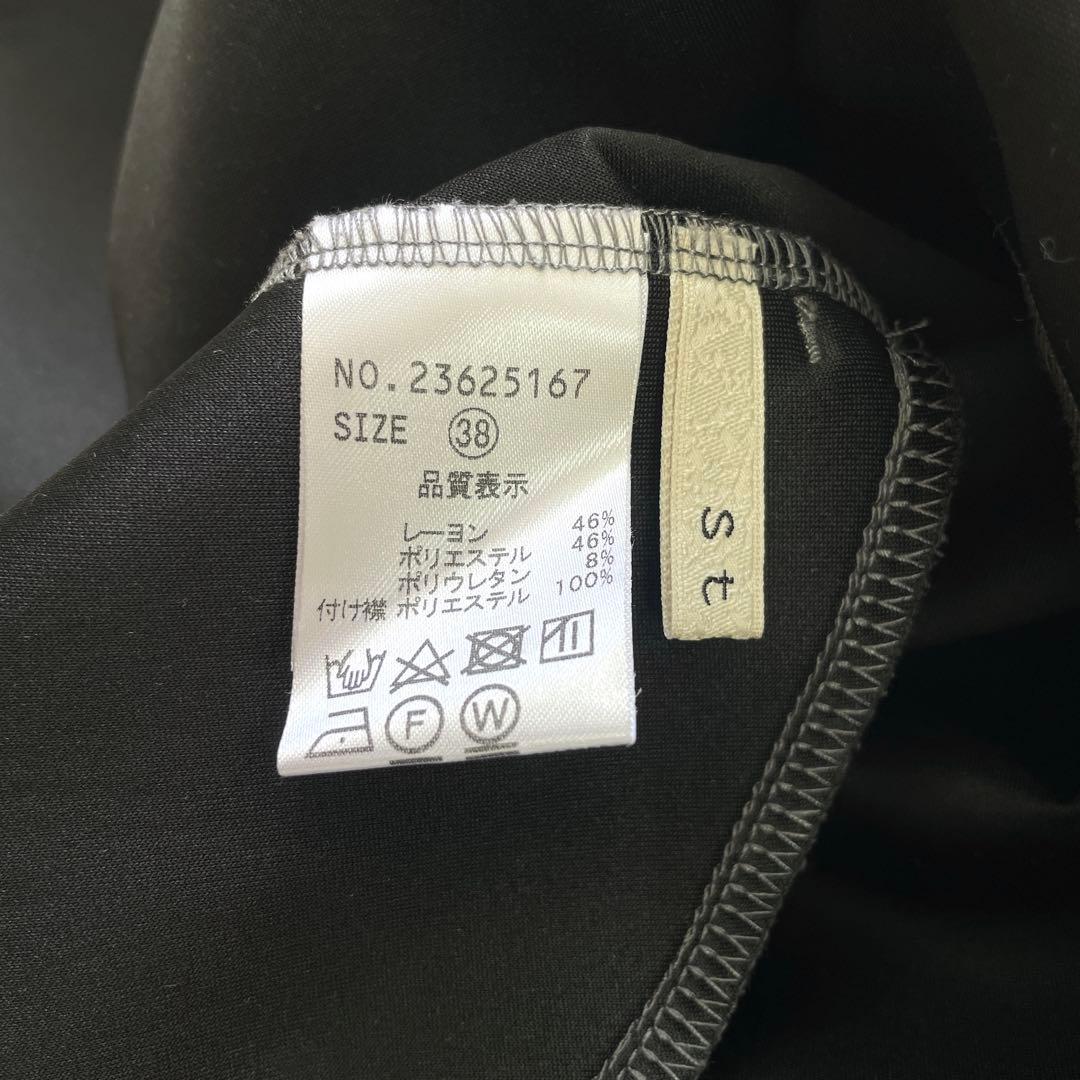 NO.23625167
SIZE 38
品質表示
レーヨン 46%
ポリエステル 46%
ポリウレタン 8%
付け襟 ポリエステル 100%
F W
st